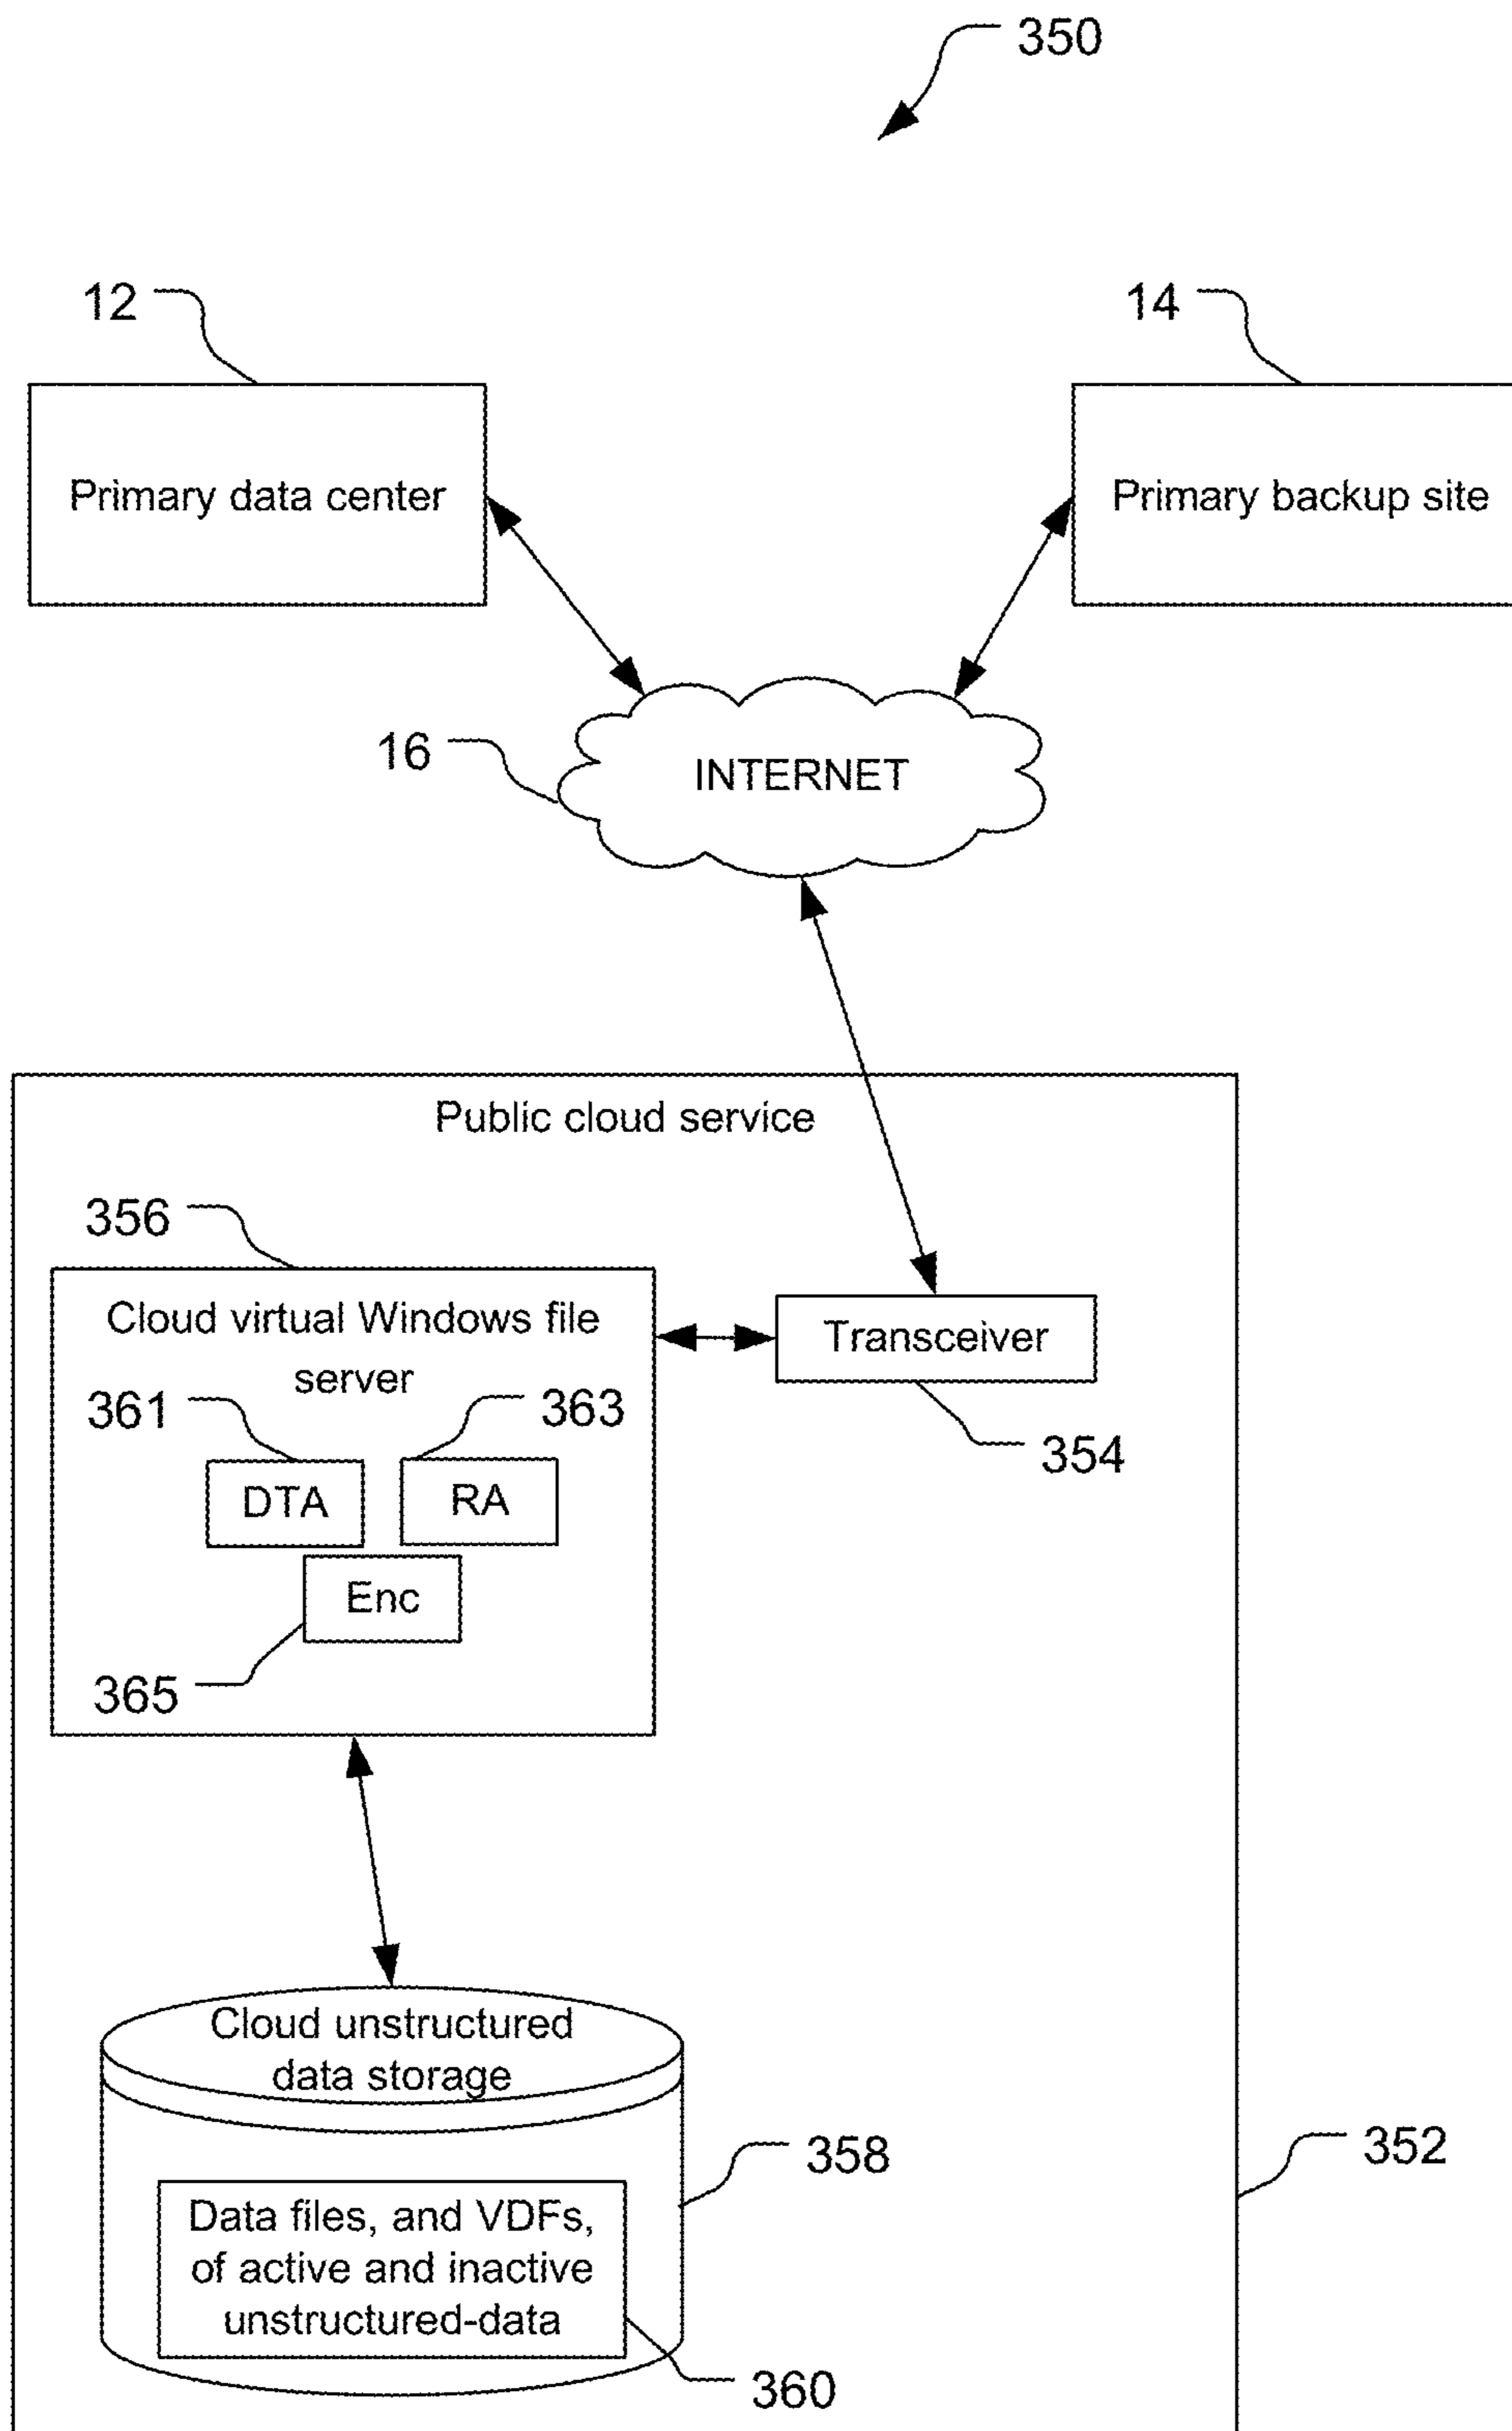 350
12
14
Primary data center
Primary backup site
16
INTERNET
Public cloud service
356
Cloud virtual Windows file
server
Transceiver
361
363
354
DTA
RA
Enc
365
Cloud unstructured
data storage
358
352
Data files, and VDFs,
of active and inactive
unstructured-data
360